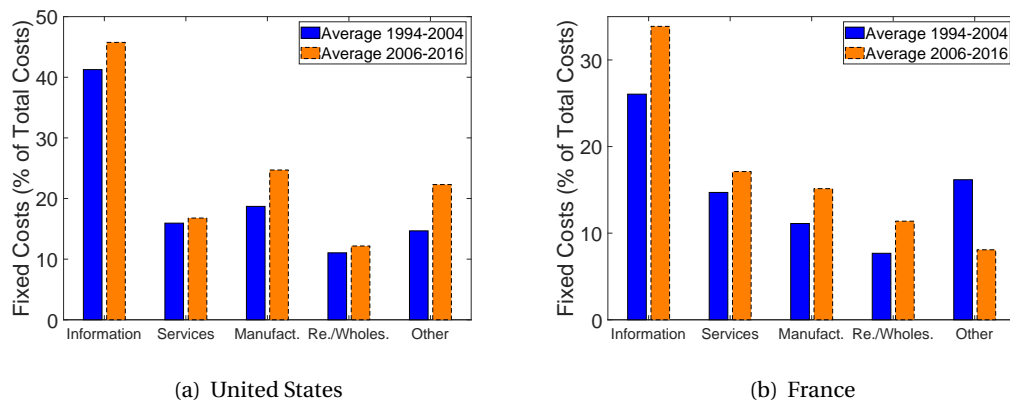 Fixed Costs (% of Total Costs)
50
40
30
20
10
0
Average 1994-2004
Average 2006-2016
Information Services Manufact. Re./Wholes. Other
(a) United States
Fixed Costs (% of Total Costs)
30
20
10
0
Average 1994-2004
Average 2006-2016
Information Services Manufact. Re./Wholes. Other
(b) France